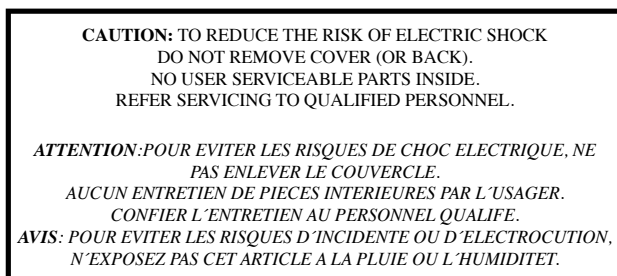 CAUTION: TO REDUCE THE RISK OF ELECTRIC SHOCK
DO NOT REMOVE COVER (OR BACK).
NO USER SERVICEABLE PARTS INSIDE.
REFER SERVICING TO QUALIFIED PERSONNEL.
ATTENTION:POUR EVITER LES RISQUES DE CHOC ELECTRIQUE, NE
PAS ENLEVER LE COUVERCLE.
AUCUN ENTRETIEN DE PIECES INTERIEURES PAR L´USAGER.
CONFIER L´ENTRETIEN AU PERSONNEL QUALIFE.
AVIS: POUR EVITER LES RISQUES D´INCIDENTE OU D´ELECTROCUTION,
N´EXPOSEZ PAS CET ARTICLE A LA PLUIE OU L´HUMIDITET.